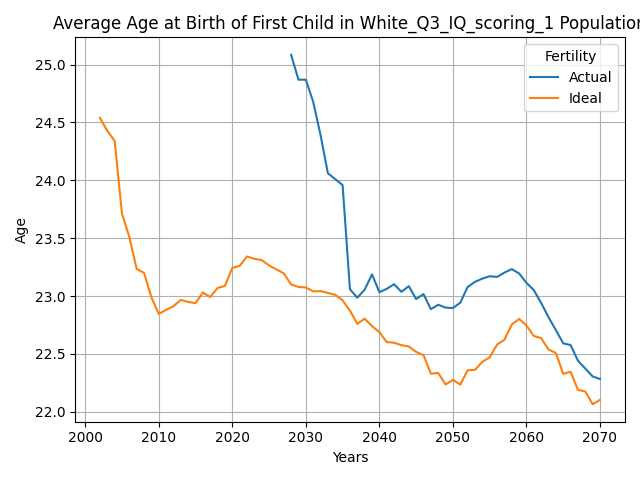 Average Age at Birth of First Child in White_Q3_IQ_scoring_1 Population
Fertility
Actual
Ideal
25.0
24.5
24.0
23.5
23.0
22.5
22.0
Age
2000 2010 2020 2030 2040 2050 2060 2070
Years